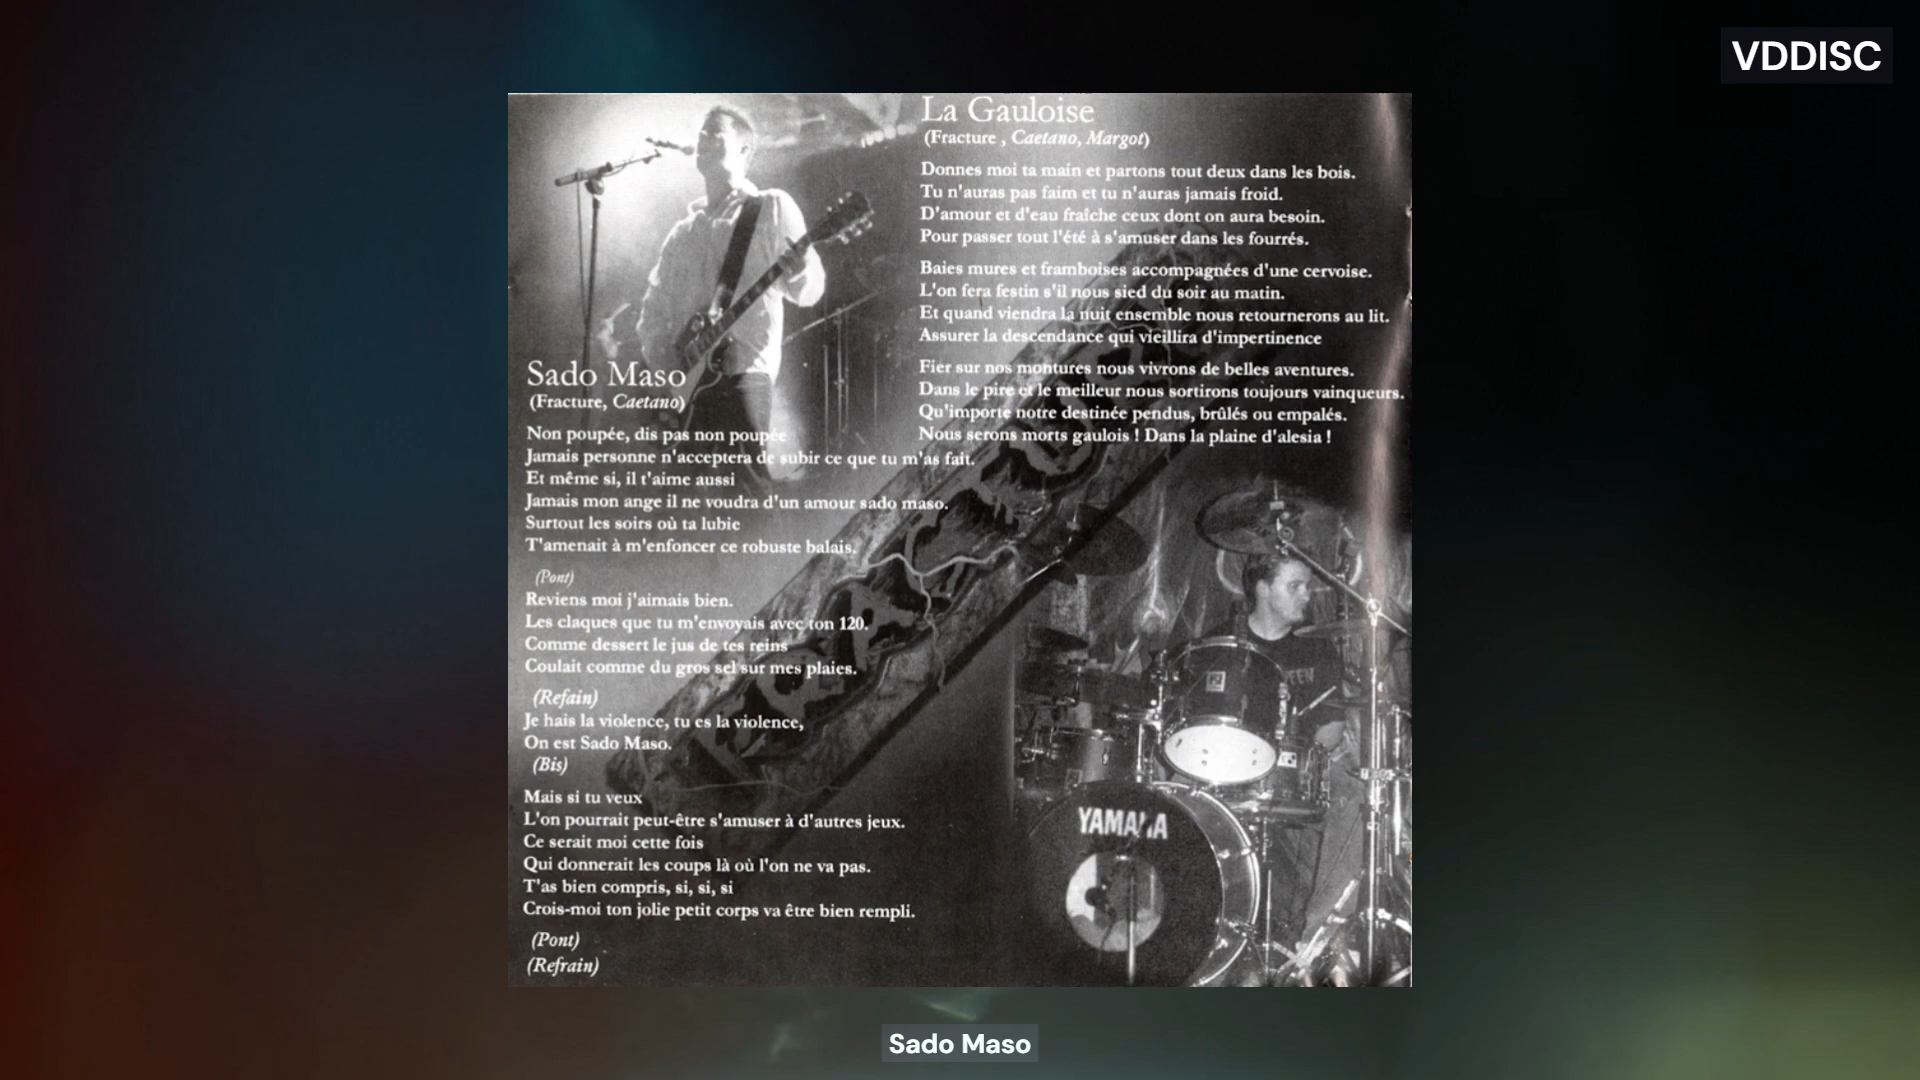 VDDISC
La Gauloise
(Fracture , Caetano, Margot)
Donnes moi ta main et partons tout deux dans les bois.
Tu n'auras pas faim et tu n'auras jamais froid.
D'amour et d'eau fraîche ceux dont on aura besoin.
Pour passer tout l'été à s'amuser dans les fourrés.
Baies mures et framboises accompagnées d'une cervoise.
L'on fera festin s'il nous sied du soir au matin.
Et quand viendra la nuit ensemble nous retournerons au lit.
Assurer la descendance qui vieillira d'impertinence
Fier sur nos montures nous vivrons de belles aventures.
Dans le pire et le meilleur nous sortirons toujours vainqueurs.
Qu'importe notre destinée pendus, brûlés ou empalés.
Nous serons morts gaulois ! Dans la plaine d'alesia !
Sado Maso
(Fracture, Caetano)
Non poupée, dis pas non poupée
Jamais personne n'acceptera de subir ce que tu m'as fait.
Et même si, il t'aime aussi
Jamais mon ange il ne voudra d'un amour sado maso.
Surtout les soirs où ta lubie
T'amenait à m'enfoncer ce robuste balais.
(Pont)
Reviens moi j'aimais bien.
Les claques que tu m'envoyais avec ton 120.
Comme dessert le jus de tes reins
Coulait comme du gros sel sur mes plaies.
(Refain)
Je hais la violence, tu es la violence,
On est Sado Maso.
(Bis)
Mais si tu veux
L'on pourrait peut-être s'amuser à d'autres jeux.
Ce serait moi cette fois
Qui donnerait les coups là où l'on ne va pas.
T'as bien compris, si, si, si
Crois-moi ton jolie petit corps va être bien rempli.
(Pont)
(Refrain)
YAMAHA
Sado Maso